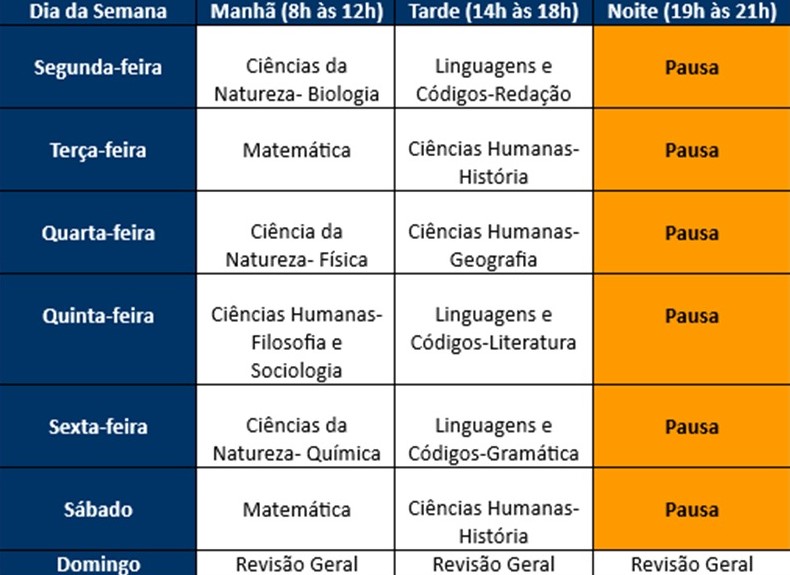 Dia da Semana Manhã (8h às 12h) Tarde (14h às 18h) Noite (19h às 21h)
Segunda-feira
Ciências da
Natureza- Biologia
Linguagens e
Códigos-Redação
Pausa
Terça-feira
Matemática
Ciências Humanas-
História
Pausa
Quarta-feira
Ciência da
Natureza- Física
Ciências Humanas-
Geografia
Pausa
Quinta-feira
Ciências Humanas-
Filosofia e
Sociologia
Linguagens e
Códigos-Literatura
Pausa
Sexta-feira
Ciências da
Natureza- Química
Linguagens e
Códigos-Gramática
Pausa
Sábado
Matemática
Ciências Humanas-
História
Pausa
Domingo Revisão Geral Revisão Geral Revisão Geral